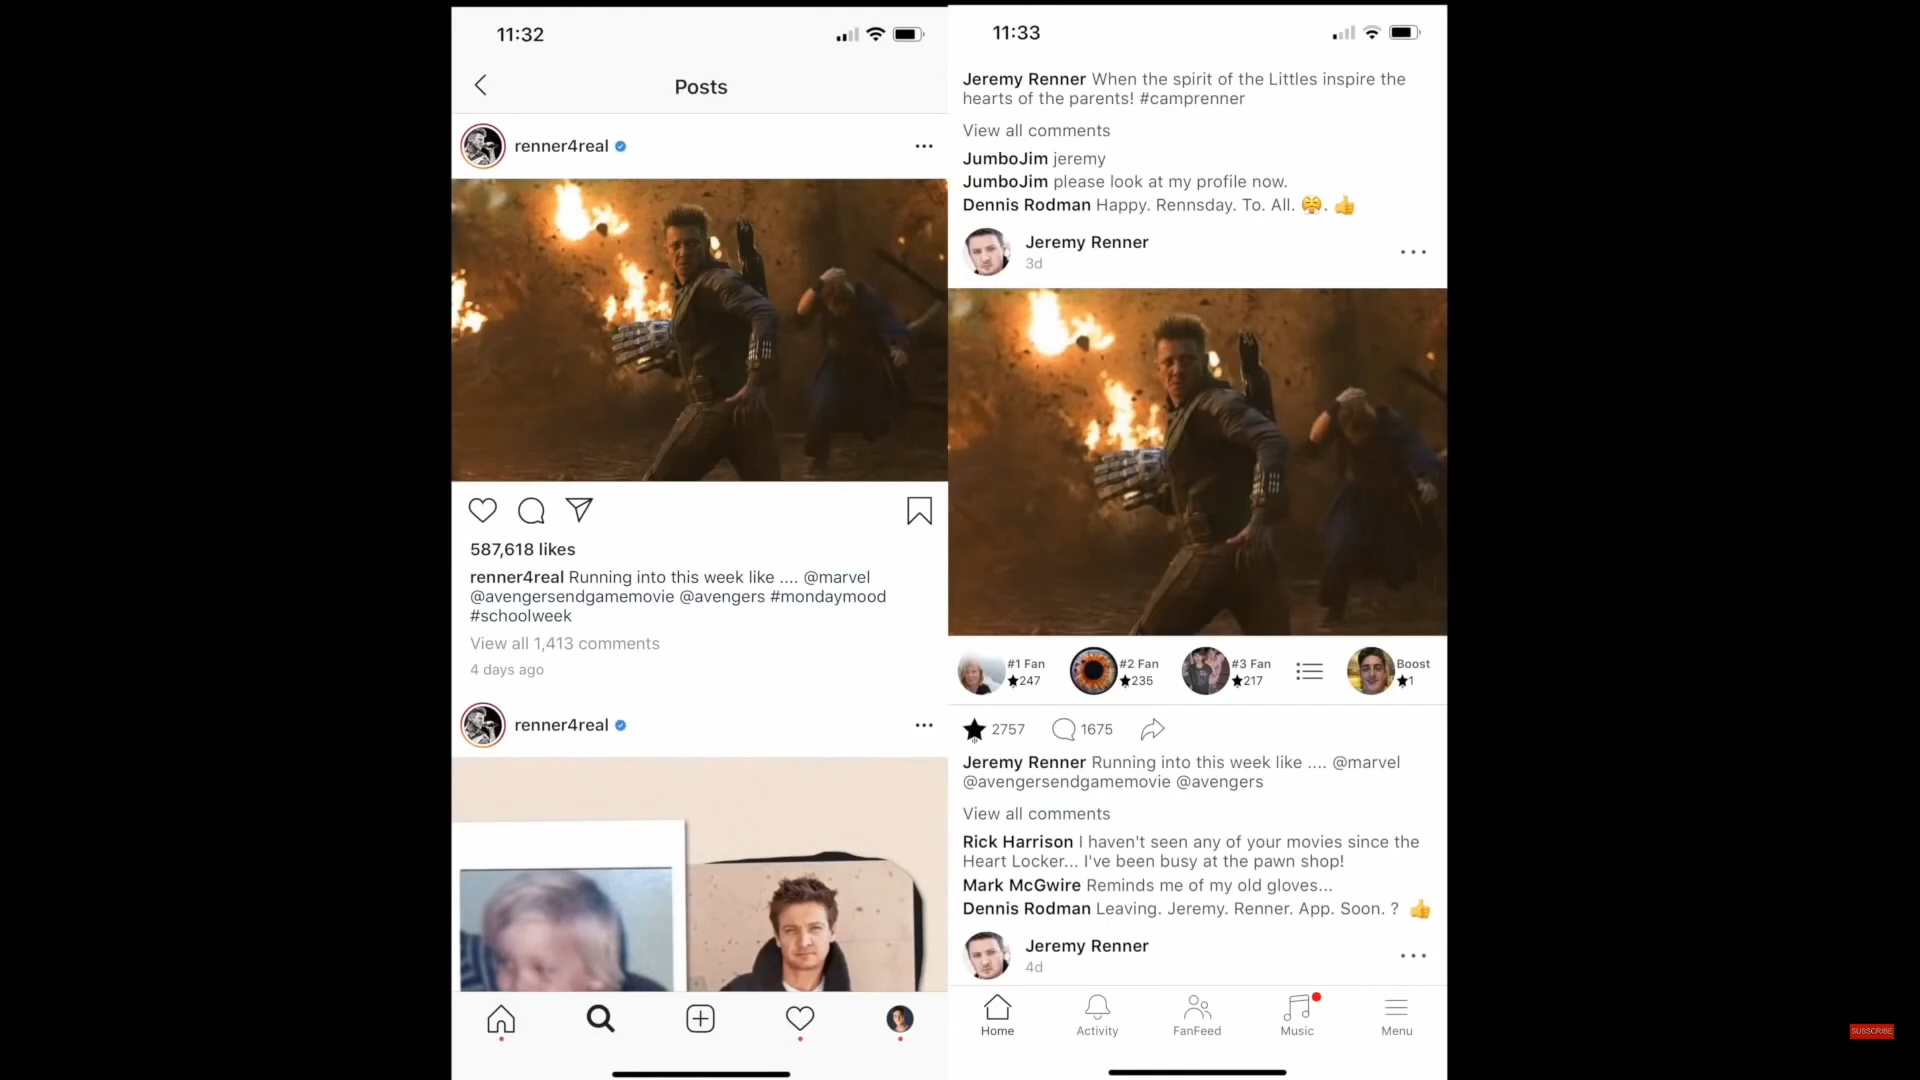 11:32
Posts
renner4real
587,618 likes
renner4real Running into this week like .... @marvel
@avengersendgamemovie @avengers #mondaymood
#schoolweek
View all 1,413 comments
4 days ago
renner4real
11:33
Jeremy Renner When the spirit of the Littles inspire the
hearts of the parents! #camprenner
View all comments
JumboJim jeremy
JumboJim please look at my profile now.
Dennis Rodman Happy. Rennsday. To. All. 😤. 👍
Jeremy Renner
3d
#1 Fan
★247
#2 Fan
★235
#3 Fan
★217
Boost
★1
2757
1675
Jeremy Renner Running into this week like .... @marvel
@avengersendgamemovie @avengers
View all comments
Rick Harrison I haven't seen any of your movies since the
Heart Locker... I've been busy at the pawn shop!
Mark McGwire Reminds me of my old gloves...
Dennis Rodman Leaving. Jeremy. Renner. App. Soon. ? 👍
Jeremy Renner
4d
Home
Activity
FanFeed
Music
Menu
SUBSCRIBE